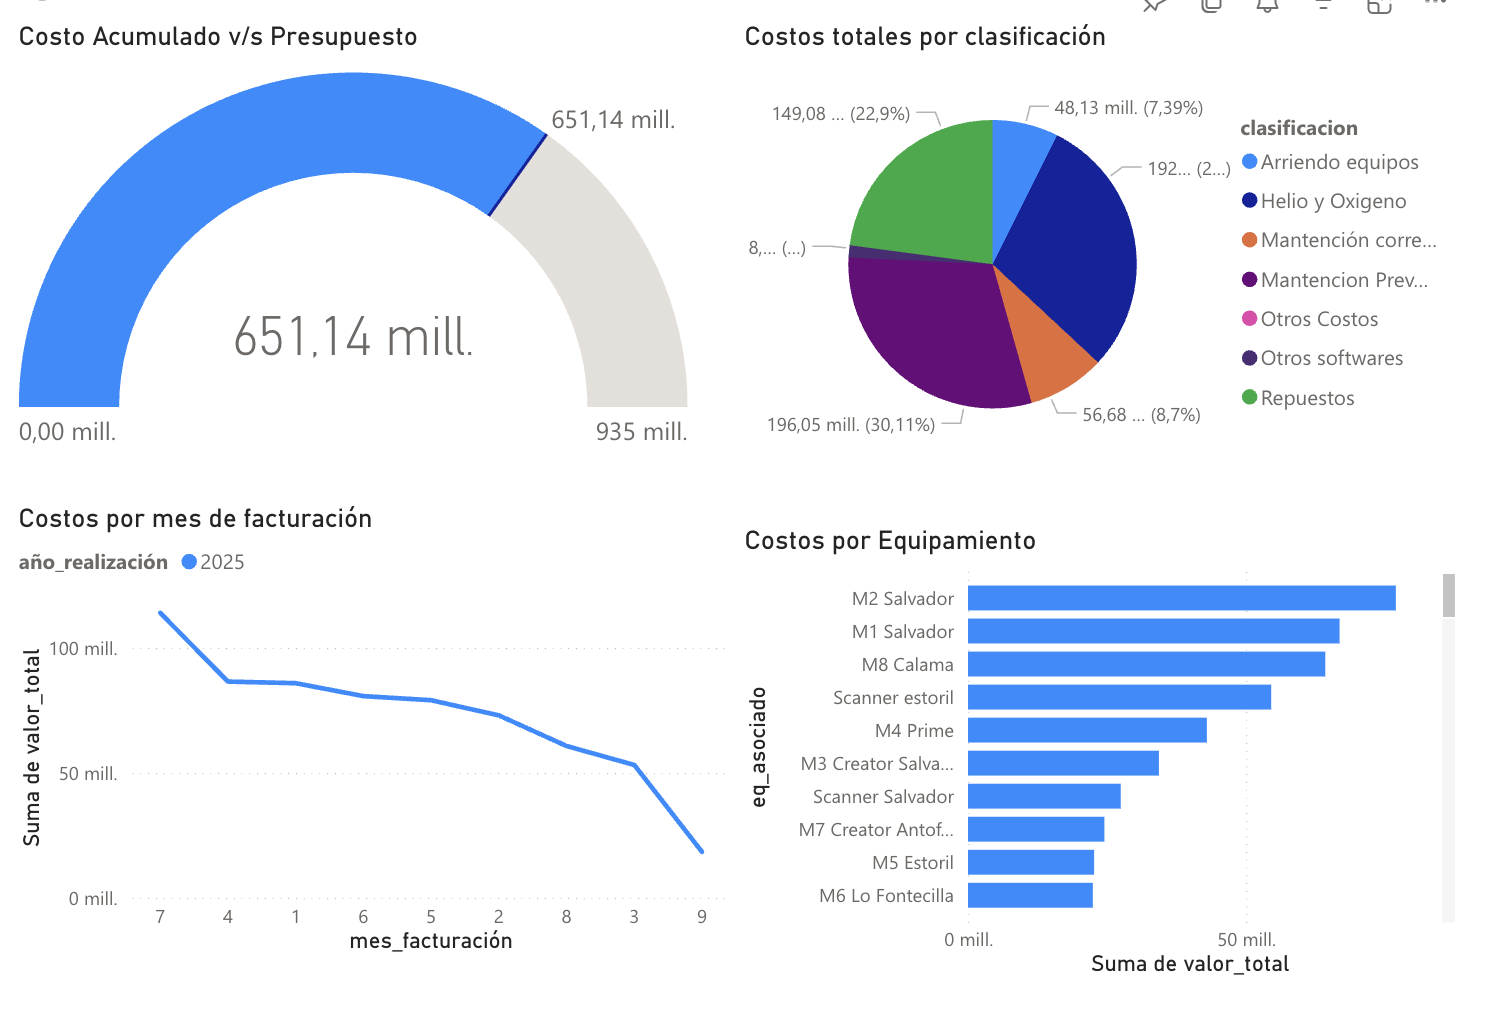 Costo Acumulado v/s Presupuesto
651,14 mill.
651,14 mill.
0,00 mill.
935 mill.
Costos totales por clasificación
149,08 ... (22,9%)
48,13 mill. (7,39%)
192... (2...)
8,... (...)
196,05 mill. (30,11%)
56,68 ... (8,7%)
clasificacion
Arriendo equipos
Helio y Oxigeno
Mantención corre...
Mantencion Prev...
Otros Costos
Otros softwares
Repuestos
Costos por mes de facturación
año_realización 2025
Suma de valor_total
100 mill.
50 mill.
0 mill.
7 4 1 6 5 2 8 3 9
mes_facturación
Costos por Equipamiento
eq_asociado
M2 Salvador
M1 Salvador
M8 Calama
Scanner estoril
M4 Prime
M3 Creator Salva...
Scanner Salvador
M7 Creator Antof...
M5 Estoril
M6 Lo Fontecilla
0 mill. 50 mill.
Suma de valor_total